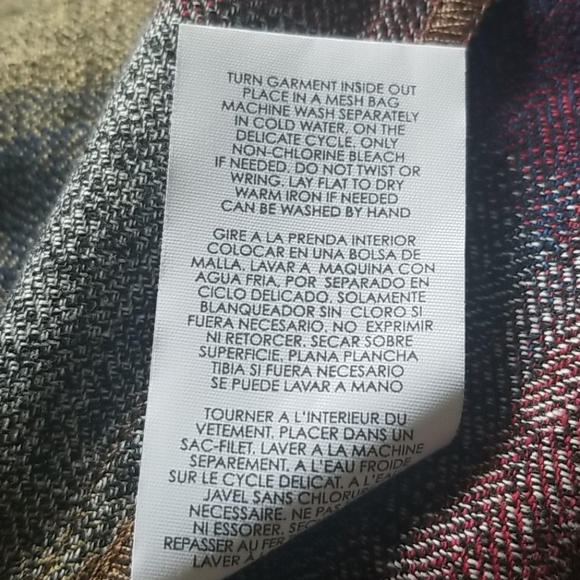 TURN GARMENT INSIDE OUT
PLACE IN A MESH BAG
MACHINE WASH SEPARATELY
IN COLD WATER, ON THE
DELICATE CYCLE, ONLY
NON-CHLORINE BLEACH
IF NEEDED. DO NOT TWIST OR
WRING. LAY FLAT TO DRY
WARM IRON IF NEEDED
CAN BE WASHED BY HAND
GIRE A LA PRENDA INTERIOR
COLOCAR EN UNA BOLSA DE
MALLA. LAVAR A MAQUINA CON
AGUA FRIA, POR SEPARADO EN
CICLO DELICADO. SOLAMENTE
BLANQUEADOR SIN CLORO SI
FUERA NECESARIO. NO EXPRIMIR
NI RETORCER. SECAR SOBRE
SUPERFICIE, PLANA PLANCHA
TIBIA SI FUERA NECESARIO
SE PUEDE LAVAR A MANO
TOURNER A L'INTERIEUR DU
VETEMENT. PLACER DANS UN
SAC-FILET. LAVER A LA MACHINE
SEPAREMENT. A L'EAU FROIDE
SUR LE CYCLE DELICAT. A L'EAU
JAVEL SANS
NECESSAIRE. NE PAS
NI ESSORER.
REPASSER AU
LAVER A